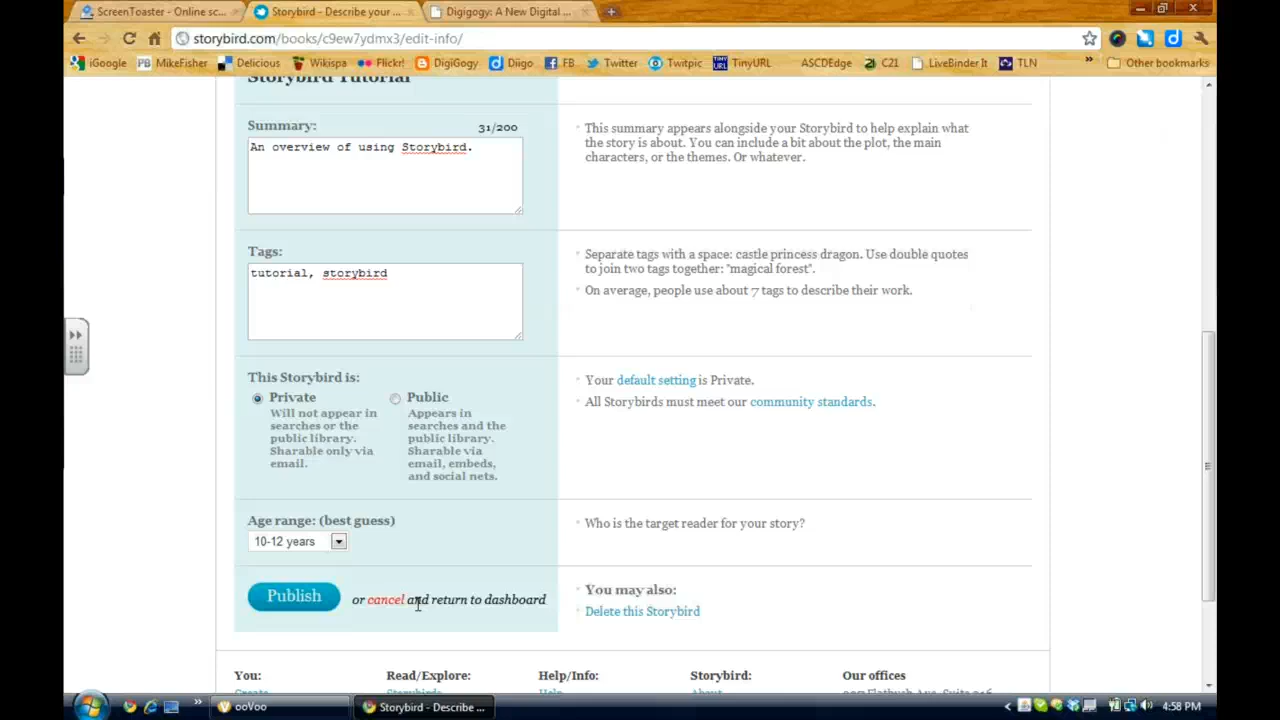 ScreenToaster - Online sc...
Storybird - Describe your ...
Digigogy: A New Digital ...
storybird.com/books/c9ew7ydmx3/edit-info/
iGoogle
PB MikeFisher
Delicious
Wikispa
Flickr!
DigiGogy
Diigo
FB
Twitter
Twitpic
TinyURL
ASCDEdge
C21
LiveBinder It
TLN
»
Other bookmarks
Storybird Tutorial
Summary:
31/200
An overview of using Storybird.
This summary appears alongside your Storybird to help explain what
the story is about. You can include a bit about the plot, the main
characters, or the themes. Or whatever.
Tags:
tutorial, storybird
Separate tags with a space: castle princess dragon. Use double quotes
to join two tags together: "magical forest".
On average, people use about 7 tags to describe their work.
This Storybird is:
Private
Will not appear in
searches or the
public library.
Sharable only via
email.
Public
Appears in
searches and the
public library.
Sharable via
email, embeds,
and social nets.
Your default setting is Private.
All Storybirds must meet our community standards.
Age range: (best guess)
10-12 years
Who is the target reader for your story?
Publish
or cancel and return to dashboard
You may also:
Delete this Storybird
You:
Read/Explore:
Help/Info:
Storybird:
Our offices
Create
Storybirds
Help
About
ooVoo
Storybird - Describe ...
4:58 PM